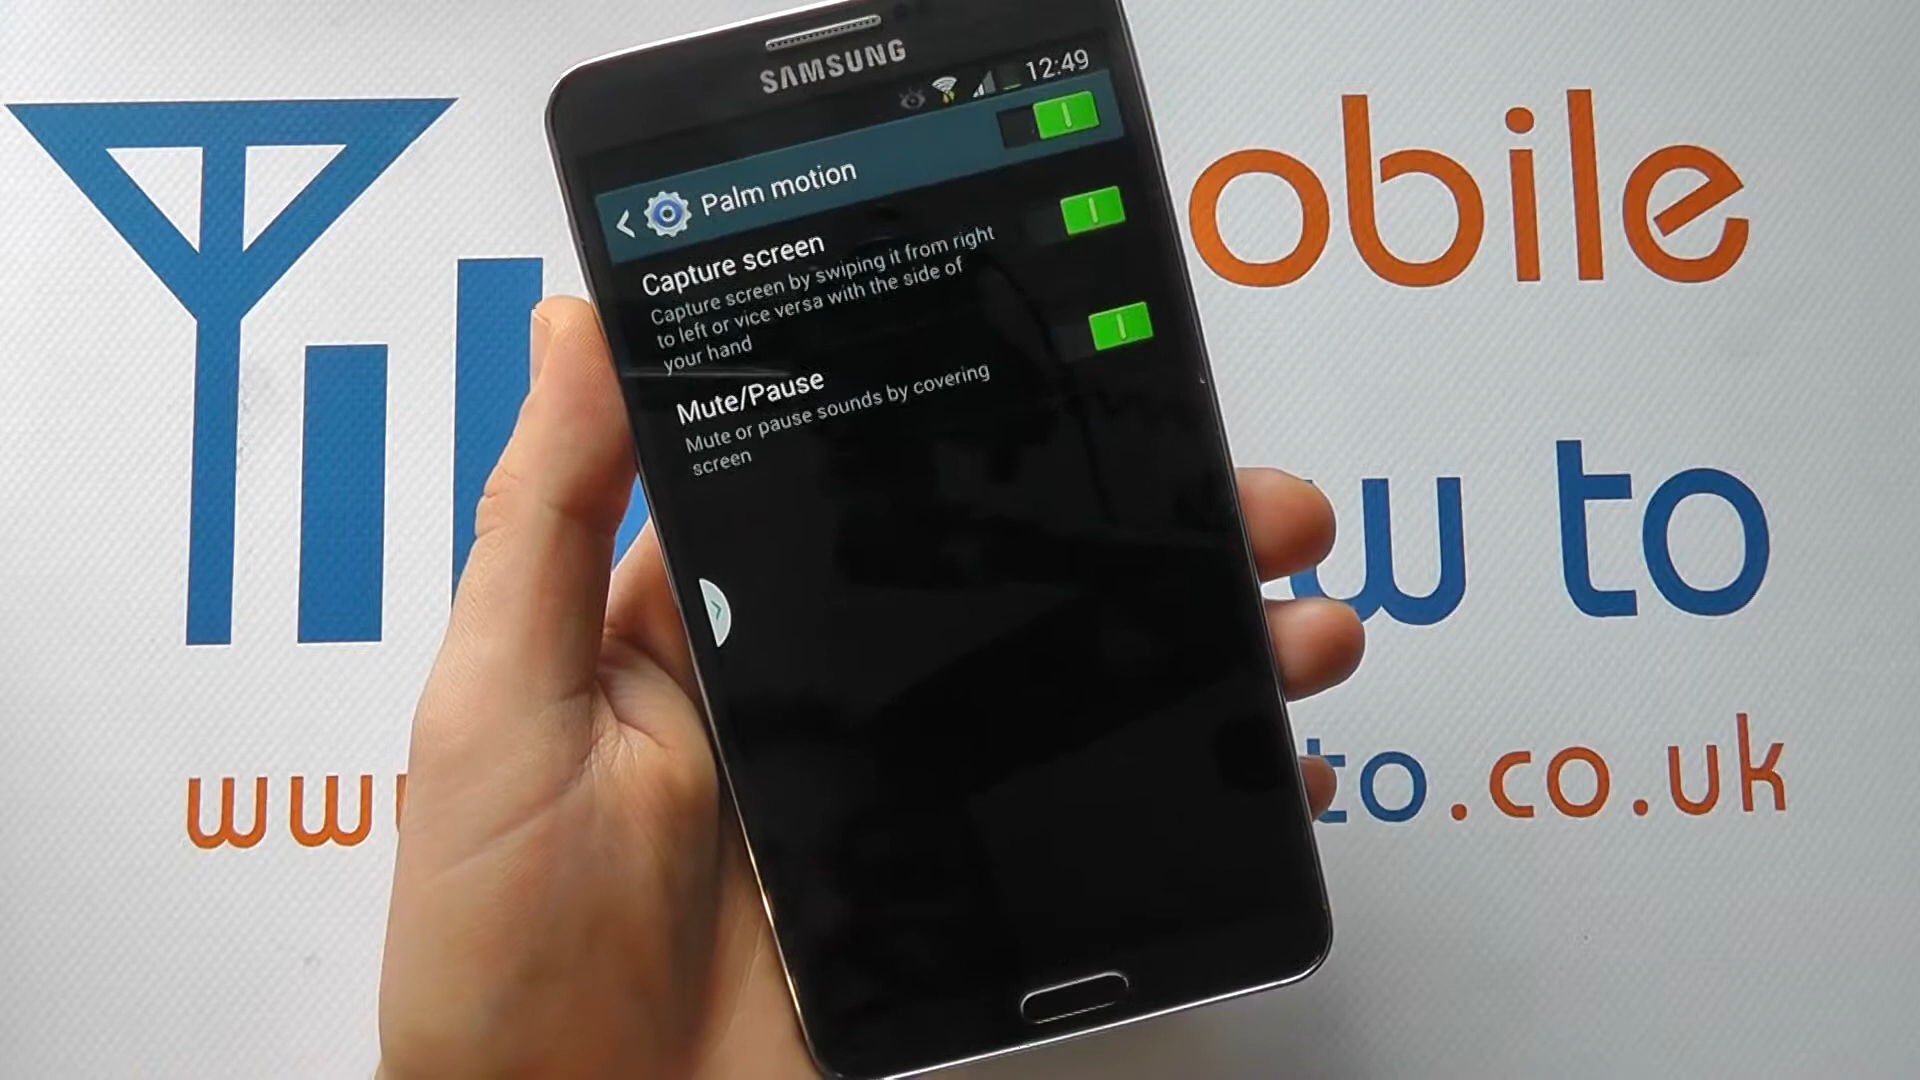 SAMSUNG
12:49
Palm motion
Capture screen
Capture screen by swiping it from right
to left or vice versa with the side of
your hand
Mute/Pause
Mute or pause sounds by covering
screen
obile
w to
ww
to.co.uk